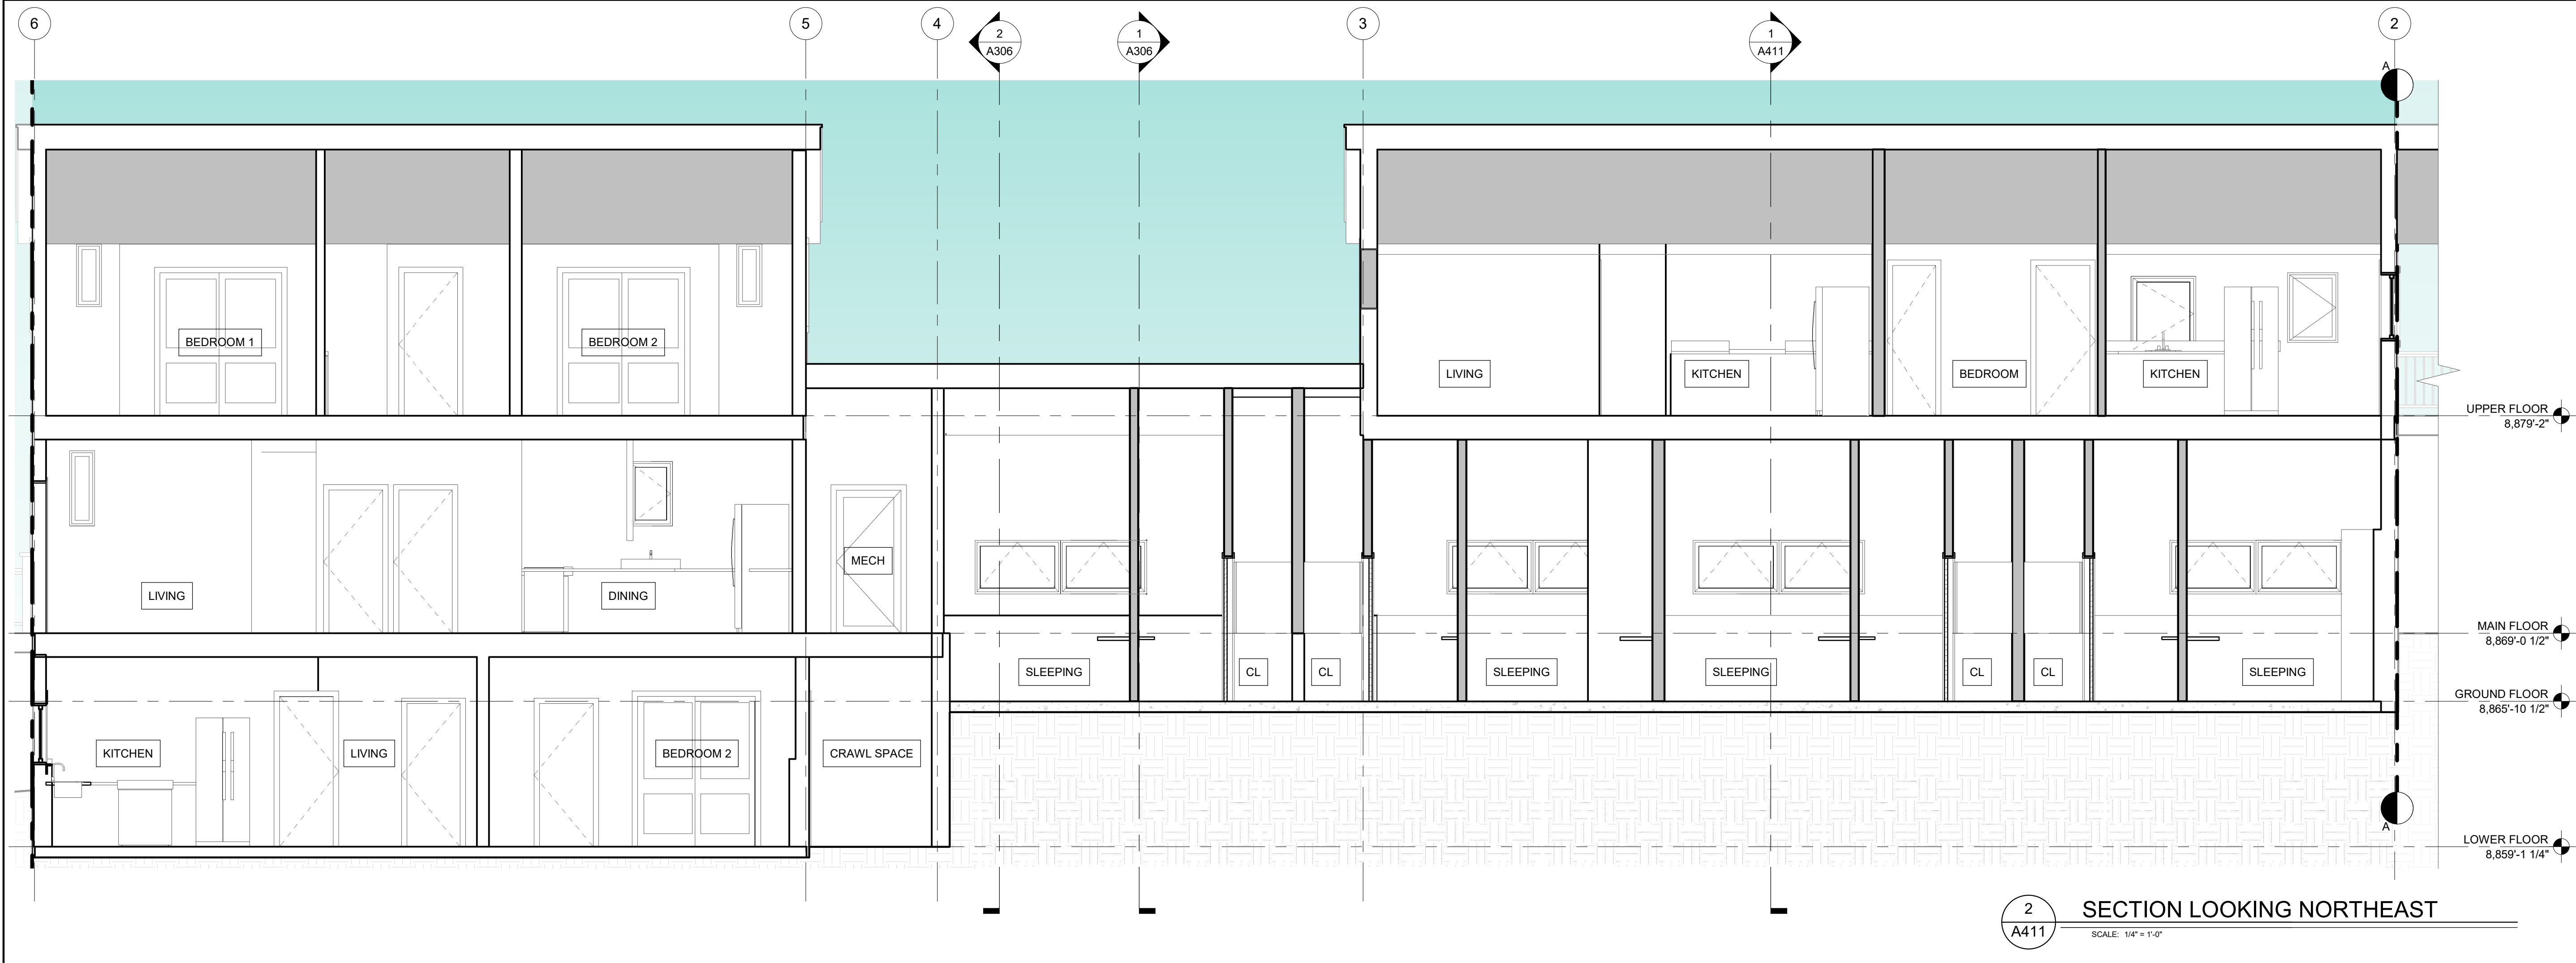 6
5
4
2
A306
1
A306
3
1
A411
2
A
BEDROOM 1
BEDROOM 2
LIVING
KITCHEN
BEDROOM
KITCHEN
UPPER FLOOR
8,879'-2"
MECH
LIVING
DINING
MAIN FLOOR
8,869'-0 1/2"
SLEEPING
CL
CL
SLEEPING
SLEEPING
CL
CL
SLEEPING
GROUND FLOOR
8,865'-10 1/2"
KITCHEN
LIVING
BEDROOM 2
CRAWL SPACE
A
LOWER FLOOR
8,859'-1 1/4"
2
A411
SECTION LOOKING NORTHEAST
SCALE: 1/4" = 1'-0"